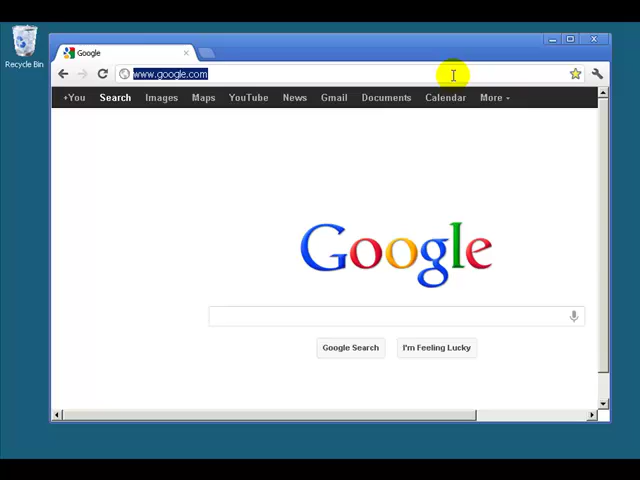 Recycle Bin
Google
www.google.com
+You Search Images Maps YouTube News Gmail Documents Calendar More
Google
Google Search I'm Feeling Lucky